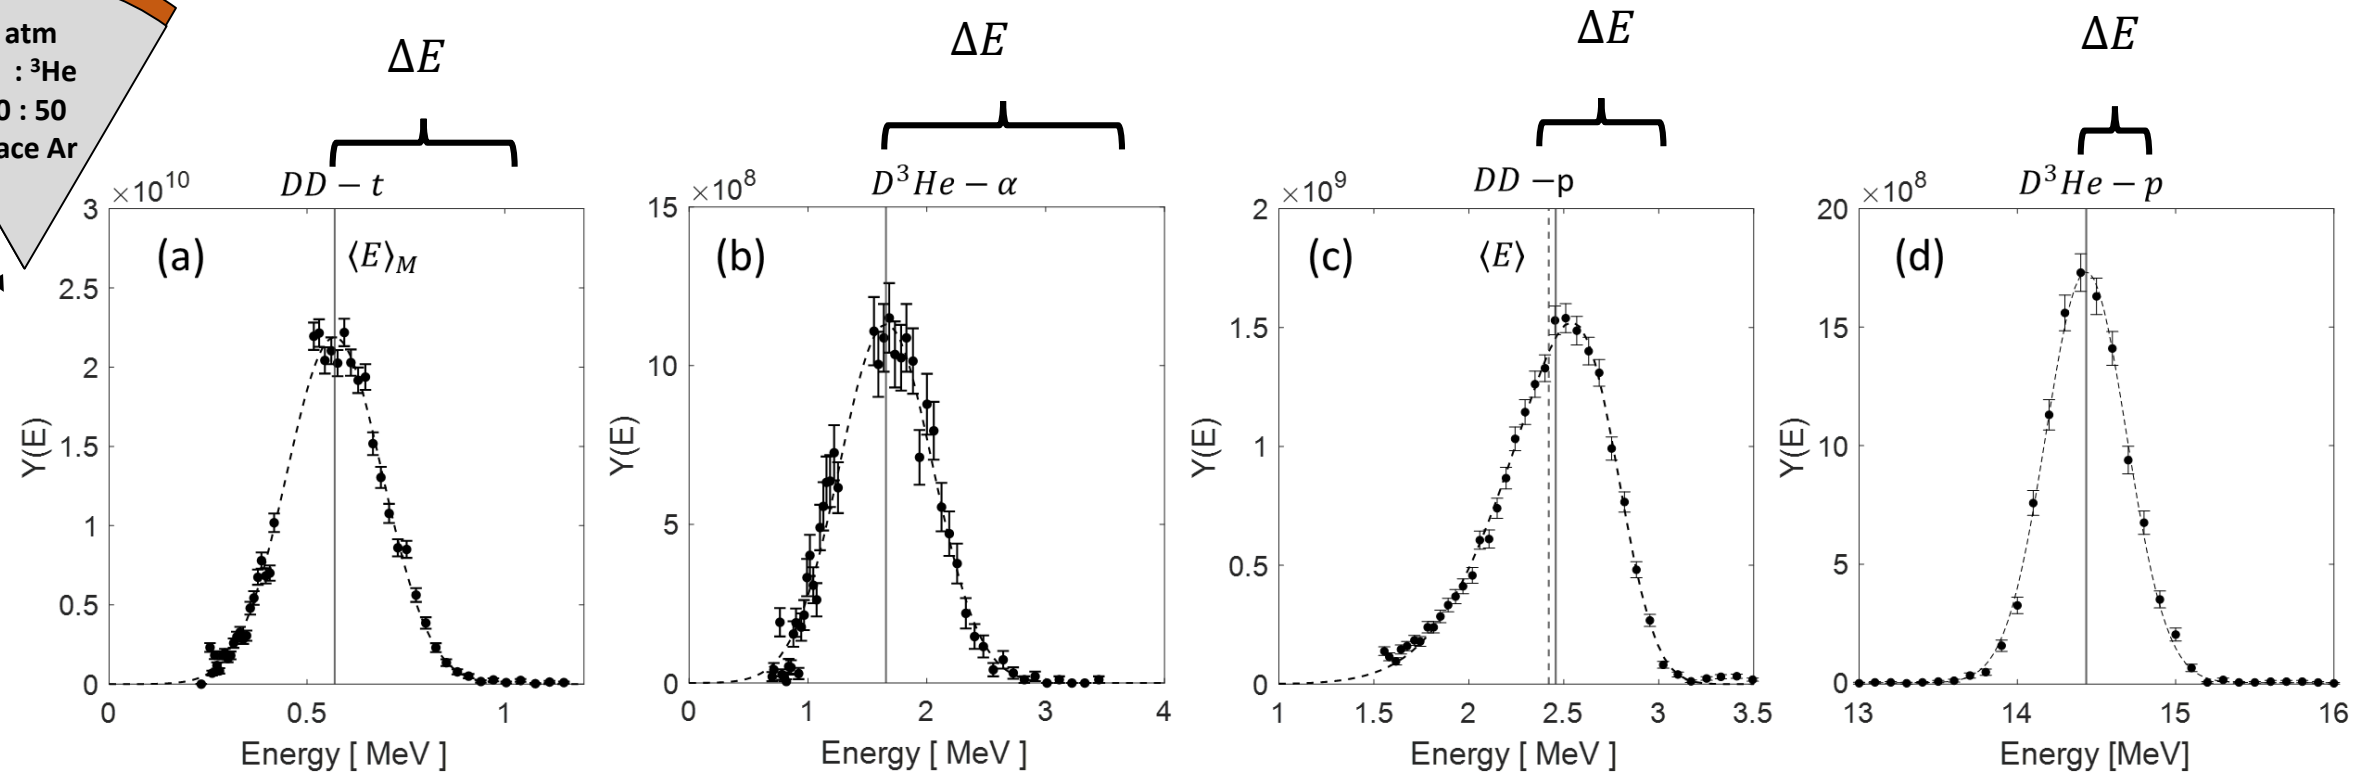 atm
: ³He
0 : 50
ace Ar
ΔE
ΔE
ΔE
ΔE
DD − t
D³He − α
DD −p
D³He − p
×10¹⁰
(a)
⟨E⟩M
3
2.5
2
1.5
1
0.5
0
Y(E)
0
0.5
1
Energy [ MeV ]
×10⁸
(b)
15
10
5
0
Y(E)
0
1
2
3
4
Energy [ MeV ]
×10⁹
(c)
⟨E⟩
2
1.5
1
0.5
0
Y(E)
1
1.5
2
2.5
3
3.5
Energy [ MeV ]
×10⁸
(d)
20
15
10
5
0
Y(E)
13
14
15
16
Energy [MeV]